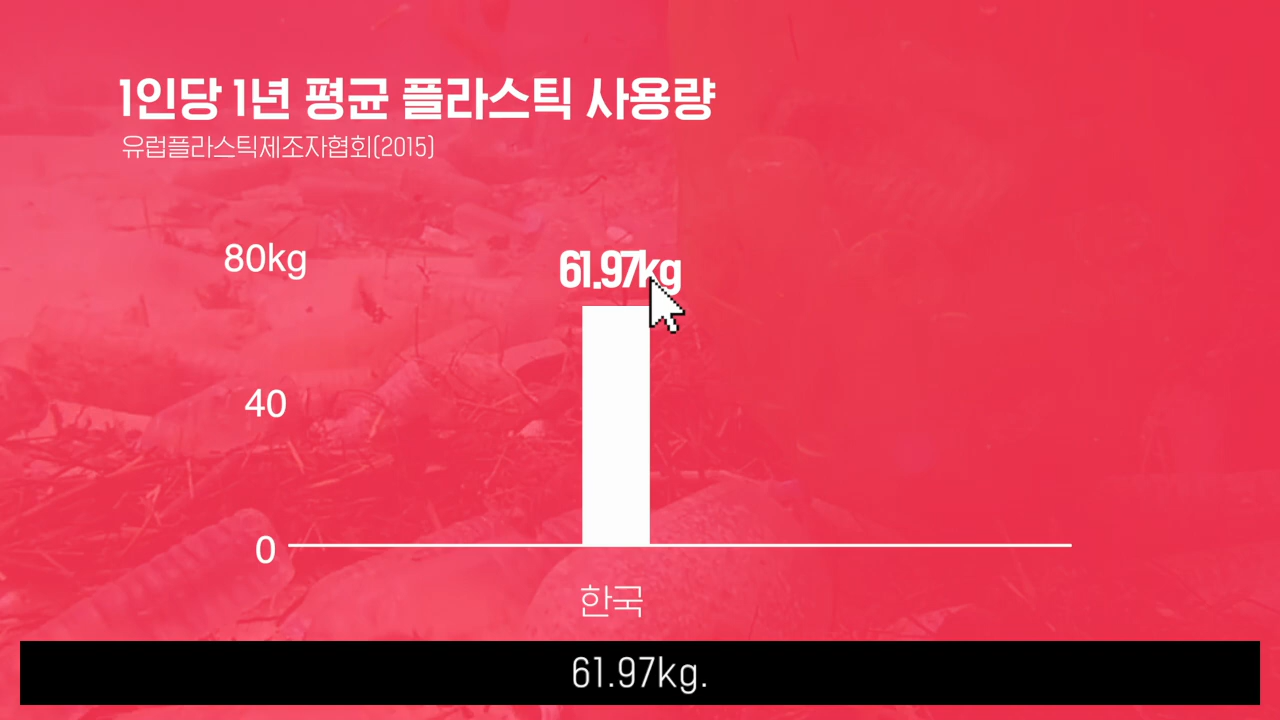 1인당 1년 평균 플라스틱 사용량
유럽플라스틱제조자협회(2015)
80kg
61.97kg
40
0
한국
61.97kg.